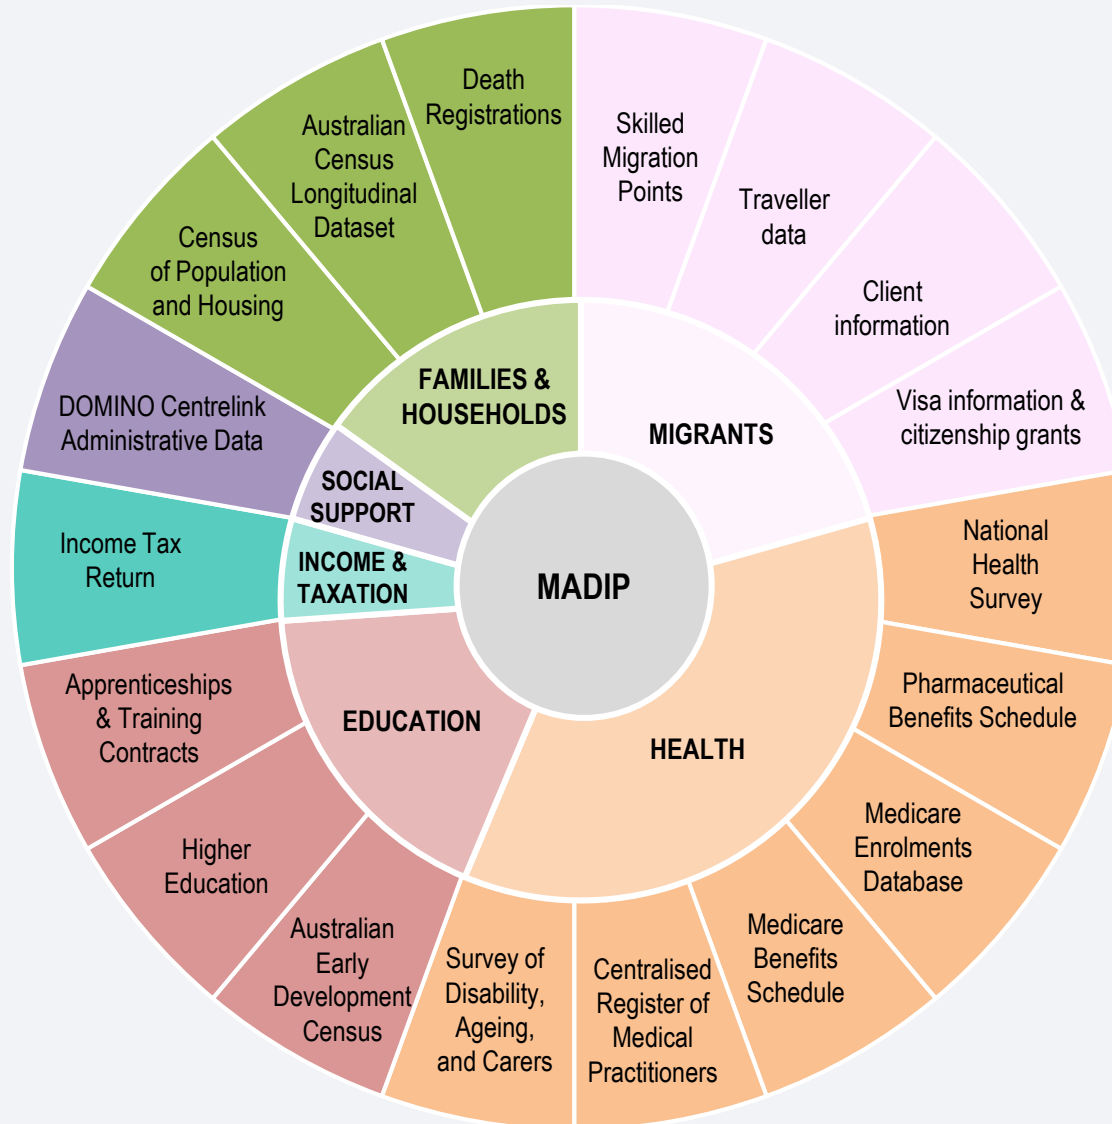 Death
Registrations
Skilled
Migration
Points
Australian
Census
Longitudinal
Dataset
Traveller
data
Census
of Population
and Housing
Client
information
FAMILIES &
HOUSEHOLDS
MIGRANTS
Visa information &
citizenship grants
DOMINO Centrelink
Administrative Data
SOCIAL
SUPPORT
Income Tax
Return
INCOME &
TAXATION
MADIP
National
Health
Survey
Apprenticeships
& Training
Contracts
EDUCATION
HEALTH
Pharmaceutical
Benefits Schedule
Higher
Education
Medicare
Enrolments
Database
Australian
Early
Development
Census
Survey of
Disability,
Ageing,
and Carers
Centralised
Register of
Medical
Practitioners
Medicare
Benefits
Schedule